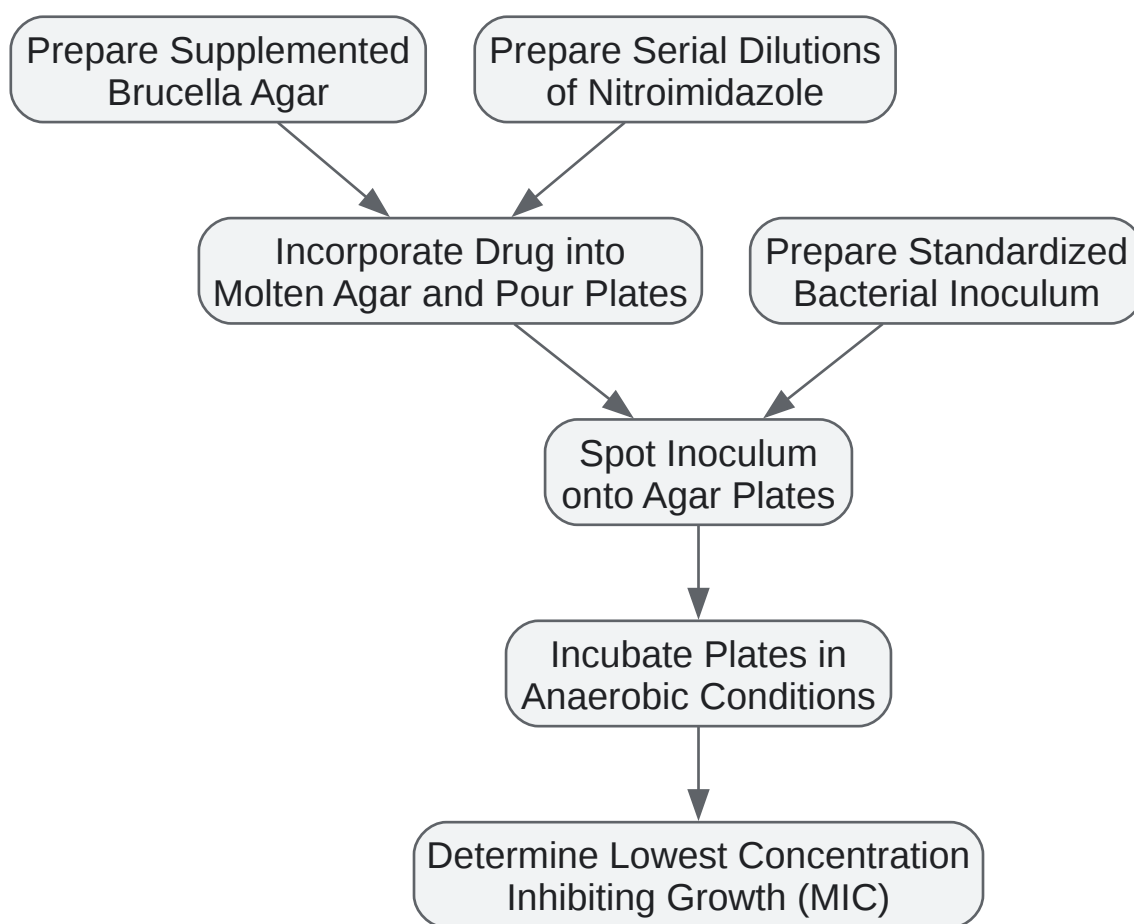 Prepare Supplemented
Brucella Agar
Prepare Serial Dilutions
of Nitroimidazole
Incorporate Drug into
Molten Agar and Pour Plates
Prepare Standardized
Bacterial Inoculum
Spot Inoculum
onto Agar Plates
Incubate Plates in
Anaerobic Conditions
Determine Lowest Concentration
Inhibiting Growth (MIC)